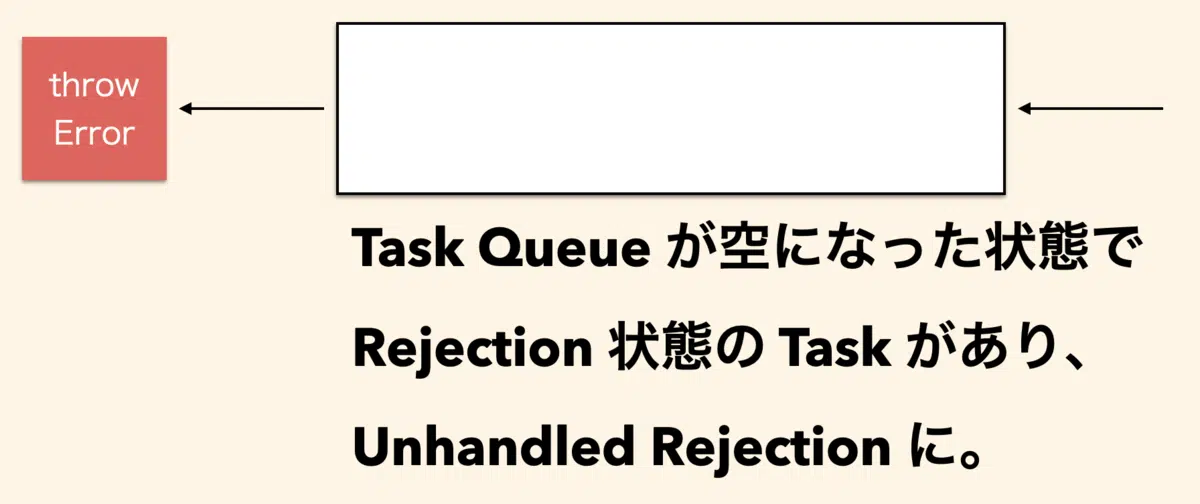 throw
Error
Task Queue が空になった状態で
Rejection 状態の Task があり、
Unhandled Rejection に。